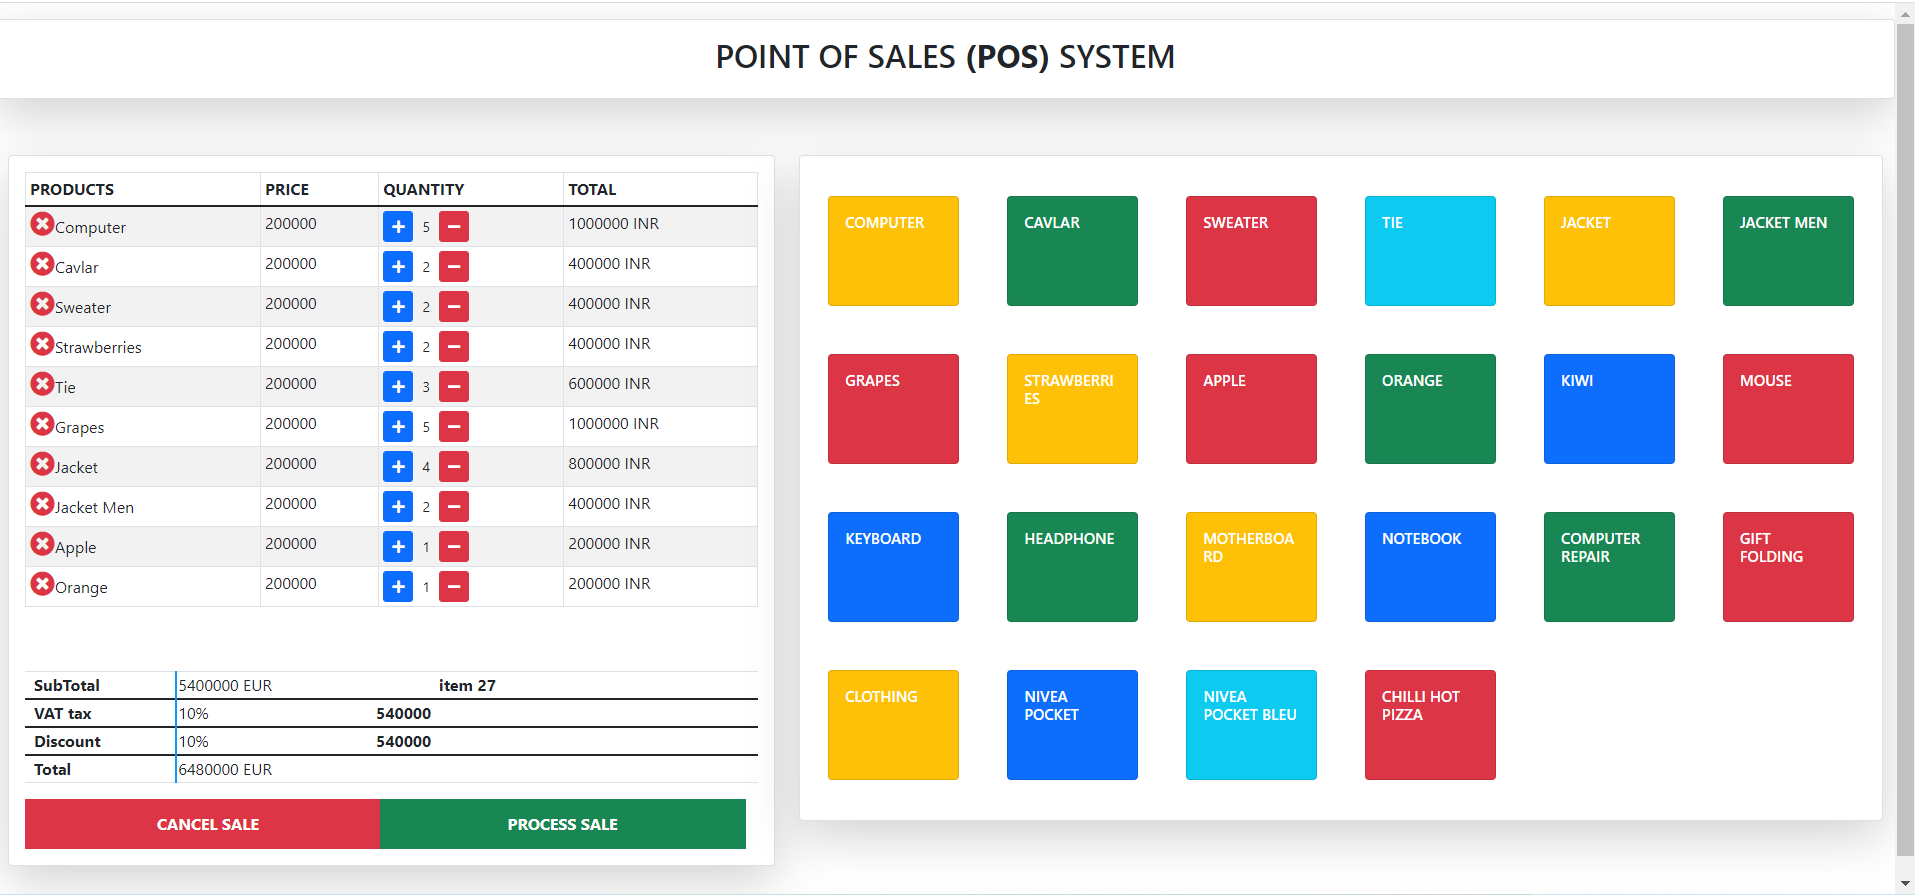 POINT OF SALES (POS) SYSTEM
PRODUCTS PRICE QUANTITY TOTAL
Computer 200000 5 1000000 INR
Cavlar 200000 2 400000 INR
Sweater 200000 2 400000 INR
Strawberries 200000 2 400000 INR
Tie 200000 3 600000 INR
Grapes 200000 5 1000000 INR
Jacket 200000 4 800000 INR
Jacket Men 200000 2 400000 INR
Apple 200000 1 200000 INR
Orange 200000 1 200000 INR
SubTotal 5400000 EUR item 27
VAT tax 10% 540000
Discount 10% 540000
Total 6480000 EUR
CANCEL SALE PROCESS SALE
COMPUTER CAVLAR SWEATER TIE JACKET JACKET MEN
GRAPES
STRAWBERRI
ES
APPLE
ORANGE
KIWI
MOUSE
KEYBOARD
HEADPHONE
MOTHERBOA
RD
NOTEBOOK
COMPUTER
REPAIR
GIFT
FOLDING
CLOTHING
NIVEA
POCKET
NIVEA
POCKET BLEU
CHILLI HOT
PIZZA